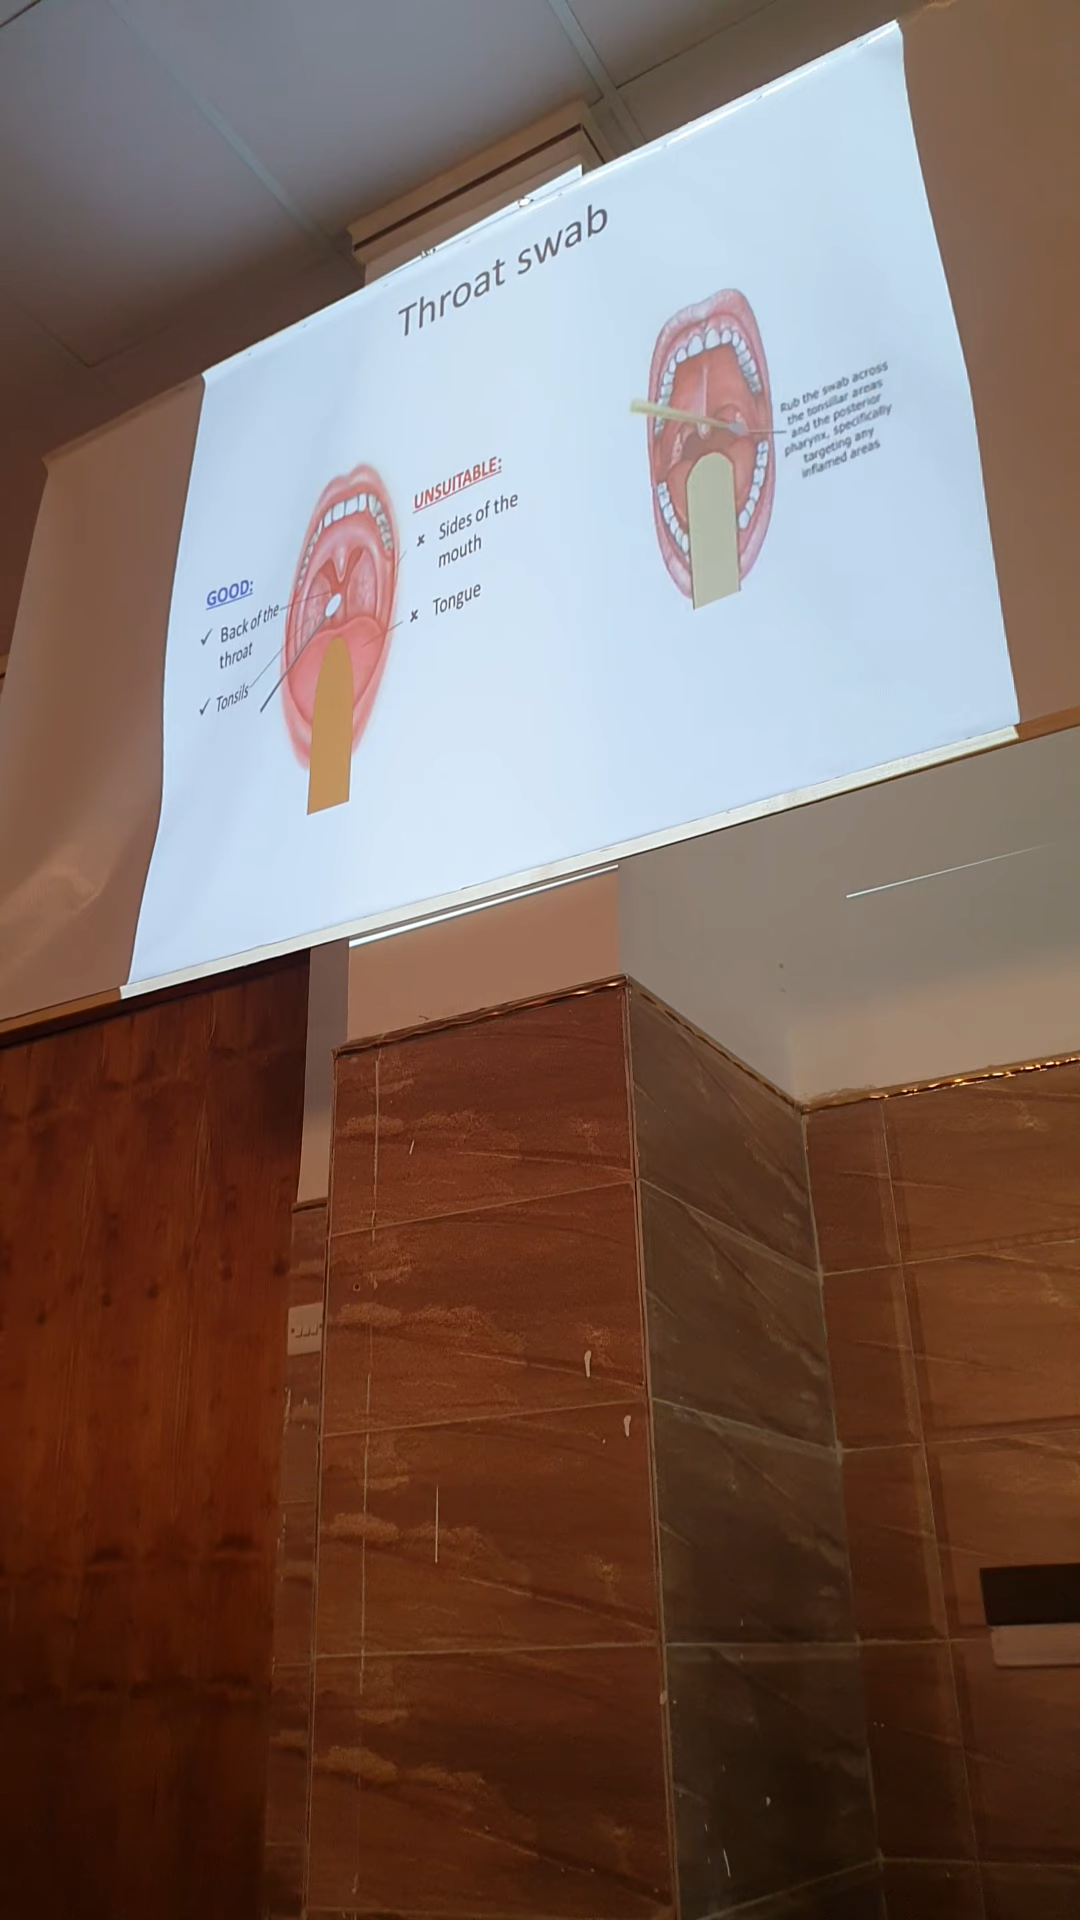 Throat swab
GOOD:
✓ Back of the
throat
✓ Tonsils
UNSUITABLE:
x Sides of the
mouth
x Tongue
Rub the swab across
the tonsillar areas
and the posterior
pharynx, specifically
targeting any
inflamed areas